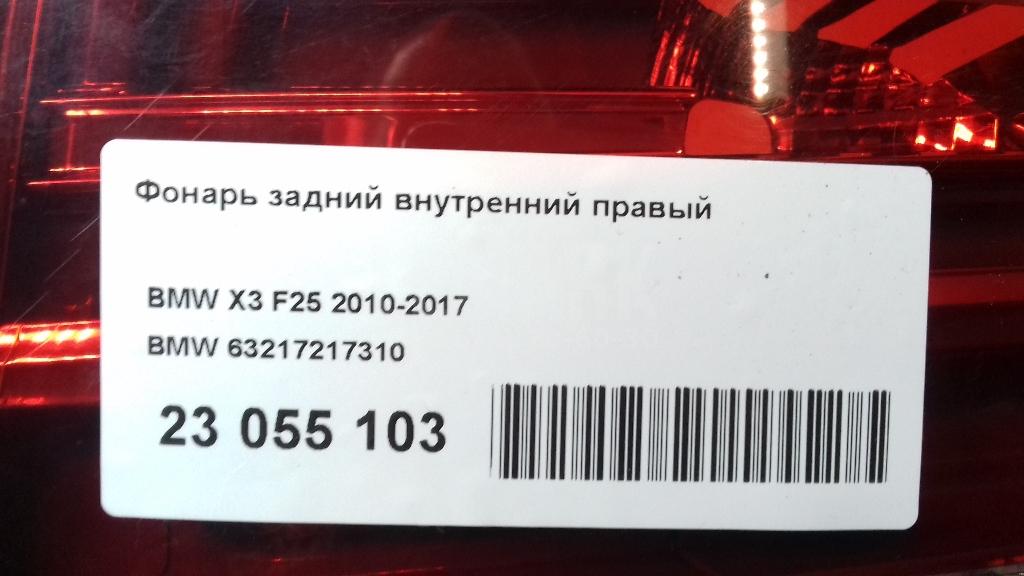 Фонарь задний внутренний правый
BMW X3 F25 2010-2017
BMW 63217217310
23 055 103